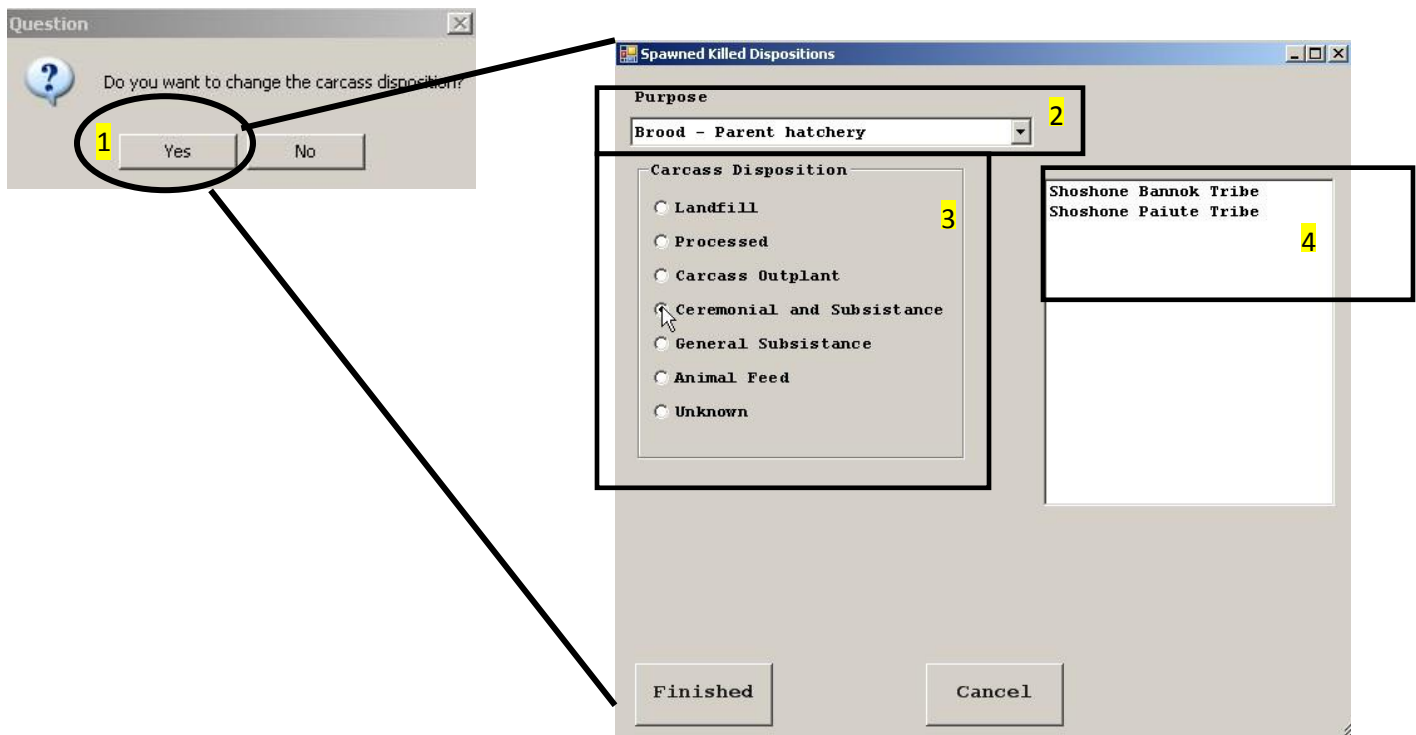 Question
Do you want to change the carcass disposition?
1
Yes
No
Spawned Killed Dispositions
Purpose
2
Brood - Parent hatchery
Carcass Disposition
Landfill
3
Processed
Carcass Outplant
Ceremonial and Subsistance
General Subsistance
Animal Feed
Unknown
Shoshone Bannok Tribe
Shoshone Paiute Tribe
4
Finished
Cancel